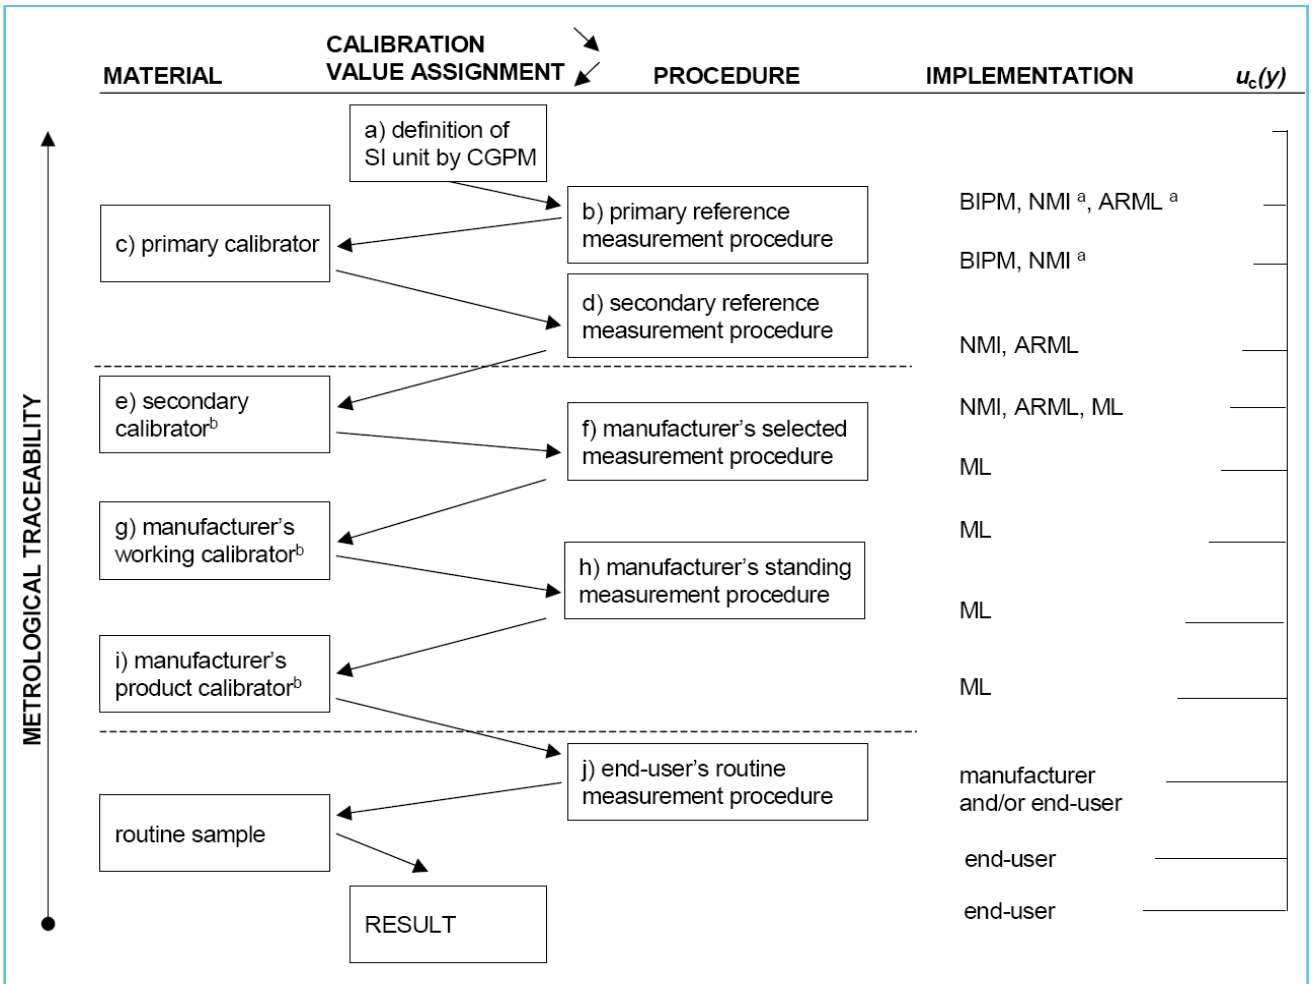 CALIBRATION
MATERIAL VALUE ASSIGNMENT PROCEDURE IMPLEMENTATION uc(y)
a) definition of
SI unit by CGPM
b) primary reference
measurement procedure
BIPM, NMI a, ARML a
c) primary calibrator
BIPM, NMI a
d) secondary reference
measurement procedure
NMI, ARML
e) secondary
calibratorb
NMI, ARML, ML
f) manufacturer's selected
measurement procedure
ML
g) manufacturer's
working calibratorb
ML
h) manufacturer's standing
measurement procedure
ML
i) manufacturer's
product calibratorb
ML
j) end-user's routine
measurement procedure
manufacturer
and/or end-user
routine sample
end-user
RESULT
end-user
METROLOGICAL TRACEABILITY